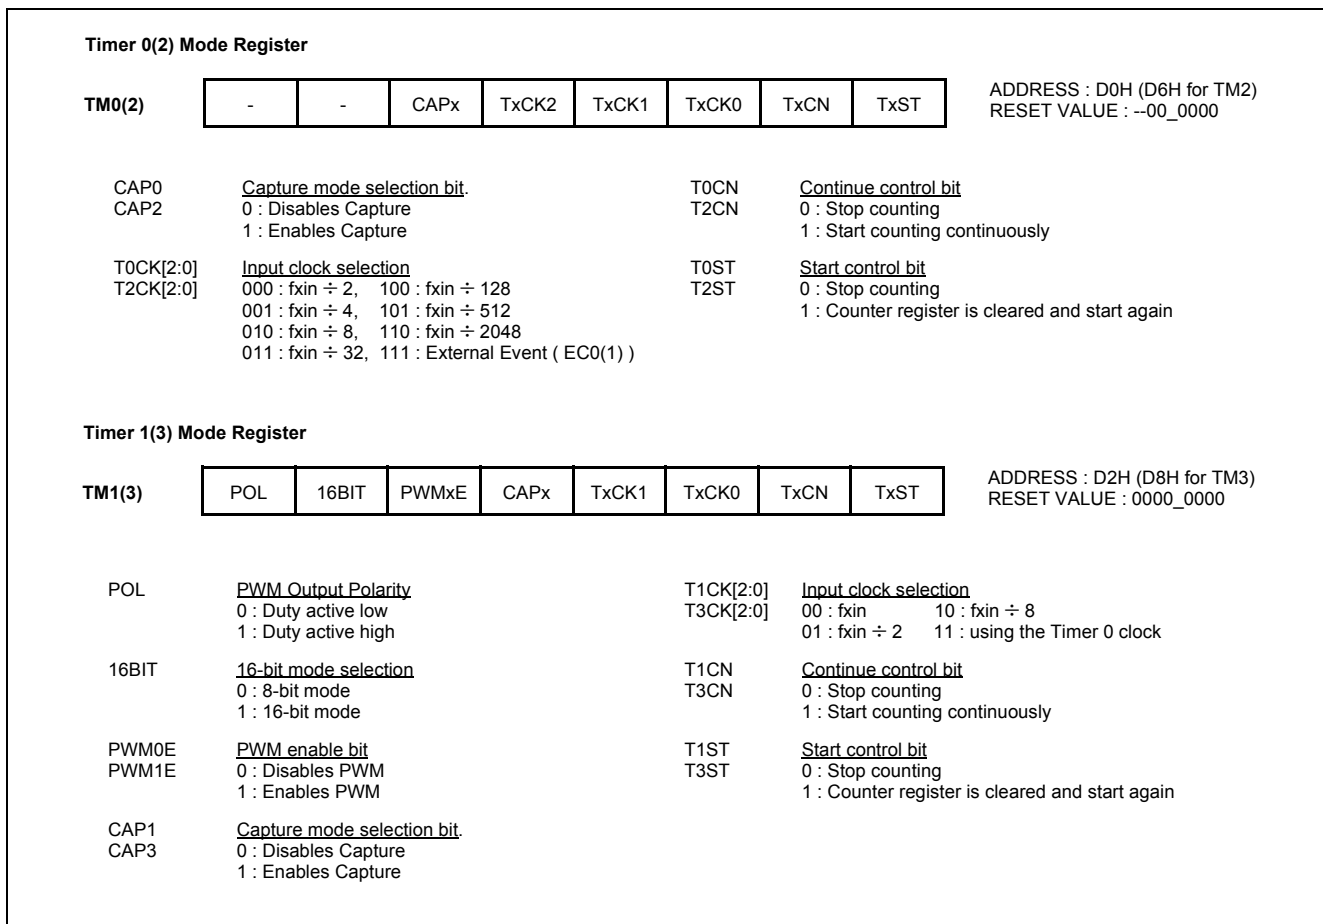 Timer 0(2) Mode Register
TM0(2) - - CAPx TxCK2 TxCK1 TxCK0 TxCN TxST
ADDRESS : D0H (D6H for TM2)
RESET VALUE : --00_0000
CAP0 Capture mode selection bit.
CAP2 0 : Disables Capture
1 : Enables Capture
T0CN Continue control bit
T2CN 0 : Stop counting
1 : Start counting continuously
T0CK[2:0] Input clock selection
T2CK[2:0] 000 : fxin ÷ 2, 100 : fxin ÷ 128
001 : fxin ÷ 4, 101 : fxin ÷ 512
010 : fxin ÷ 8, 110 : fxin ÷ 2048
011 : fxin ÷ 32, 111 : External Event ( EC0(1) )
T0ST Start control bit
T2ST 0 : Stop counting
1 : Counter register is cleared and start again
Timer 1(3) Mode Register
TM1(3) POL 16BIT PWMxE CAPx TxCK1 TxCK0 TxCN TxST
ADDRESS : D2H (D8H for TM3)
RESET VALUE : 0000_0000
POL PWM Output Polarity
0 : Duty active low
1 : Duty active high
T1CK[2:0] Input clock selection
T3CK[2:0] 00 : fxin 10 : fxin ÷ 8
01 : fxin ÷ 2 11 : using the Timer 0 clock
16BIT 16-bit mode selection
0 : 8-bit mode
1 : 16-bit mode
T1CN Continue control bit
T3CN 0 : Stop counting
1 : Start counting continuously
PWM0E PWM enable bit
PWM1E 0 : Disables PWM
1 : Enables PWM
T1ST Start control bit
T3ST 0 : Stop counting
1 : Counter register is cleared and start again
CAP1 Capture mode selection bit.
CAP3 0 : Disables Capture
1 : Enables Capture